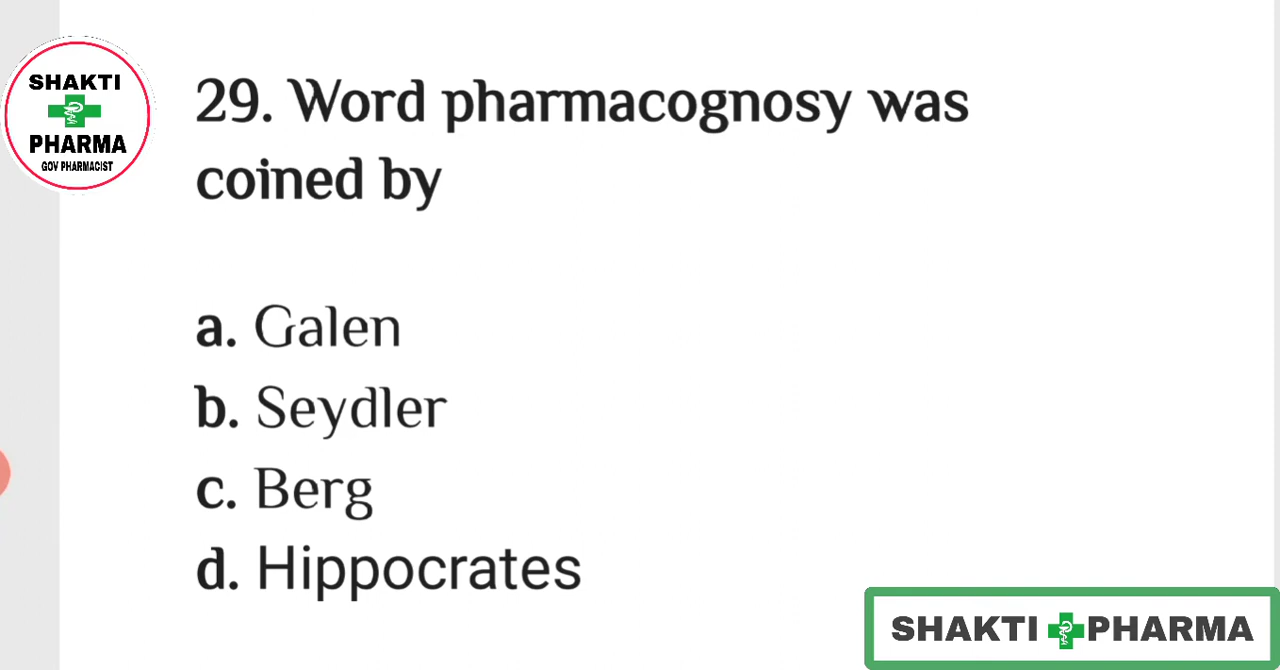 SHAKTI
PHARMA
GOV PHARMACIST
29. Word pharmacognosy was
coined by
a. Galen
b. Seydler
c. Berg
d. Hippocrates
SHAKTI PHARMA